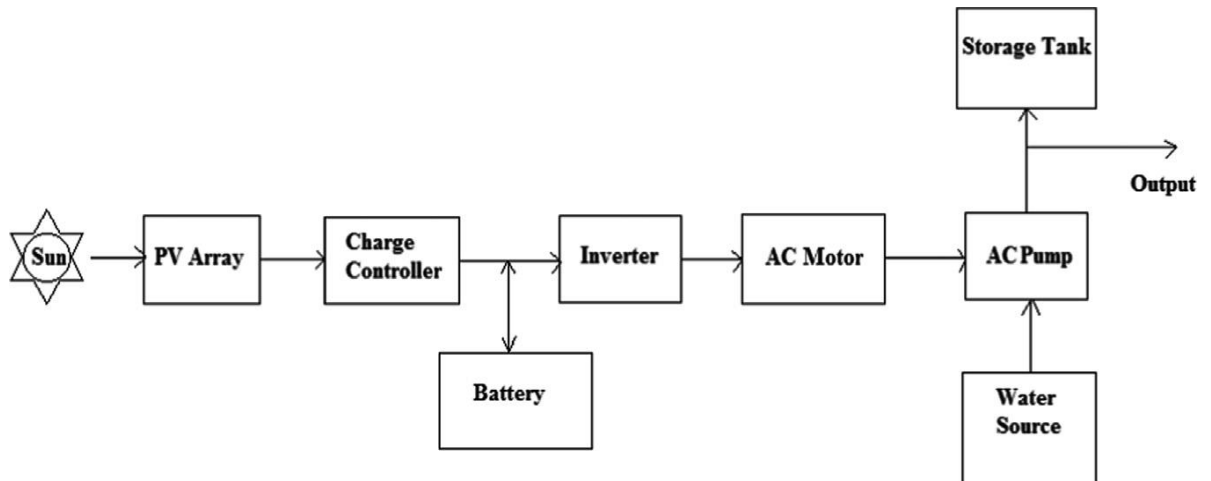 Storage Tank
Output
Sun
PV Array
Charge
Controller
Inverter
AC Motor
AC Pump
Battery
Water
Source